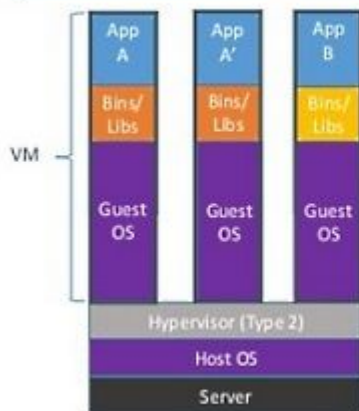 App
A
App
A'
App
B
Bins/
Libs
Bins/
Libs
Bins/
Libs
VM
Guest
OS
Guest
OS
Guest
OS
Hypervisor (Type 2)
Host OS
Server